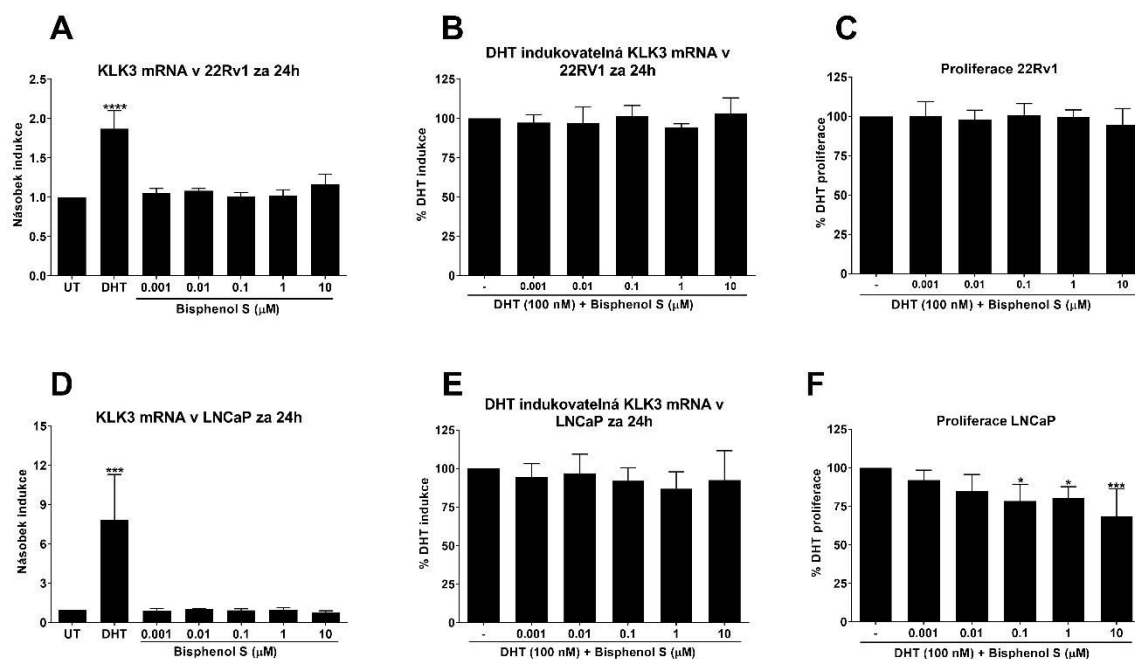 A
KLK3 mRNA v 22Rv1 za 24h
Násobek indukce
2.5
2.0
1.5
1.0
0.5
0.0
****
UT DHT 0.001 0.01 0.1 1 10
Bisphenol S (µM)
B
DHT indukovatelná KLK3 mRNA v
22RV1 za 24h
% DHT indukce
125
100
75
50
25
0
- 0.001 0.01 0.1 1 10
DHT (100 nM) + Bisphenol S (µM)
C
Proliferace 22Rv1
% DHT proliferace
125
100
75
50
25
0
- 0.001 0.01 0.1 1 10
DHT (100 nM) + Bisphenol S (µM)
D
KLK3 mRNA v LNCaP za 24h
Násobek indukce
15
12
9
6
3
0
***
UT DHT 0.001 0.01 0.1 1 10
Bisphenol S (µM)
E
DHT indukovatelná KLK3 mRNA v
LNCaP za 24h
% DHT indukce
125
100
75
50
25
0
- 0.001 0.01 0.1 1 10
DHT (100 nM) + Bisphenol S (µM)
F
Proliferace LNCaP
% DHT proliferace
125
100
75
50
25
0
* * ***
- 0.001 0.01 0.1 1 10
DHT (100 nM) + Bisphenol S (µM)